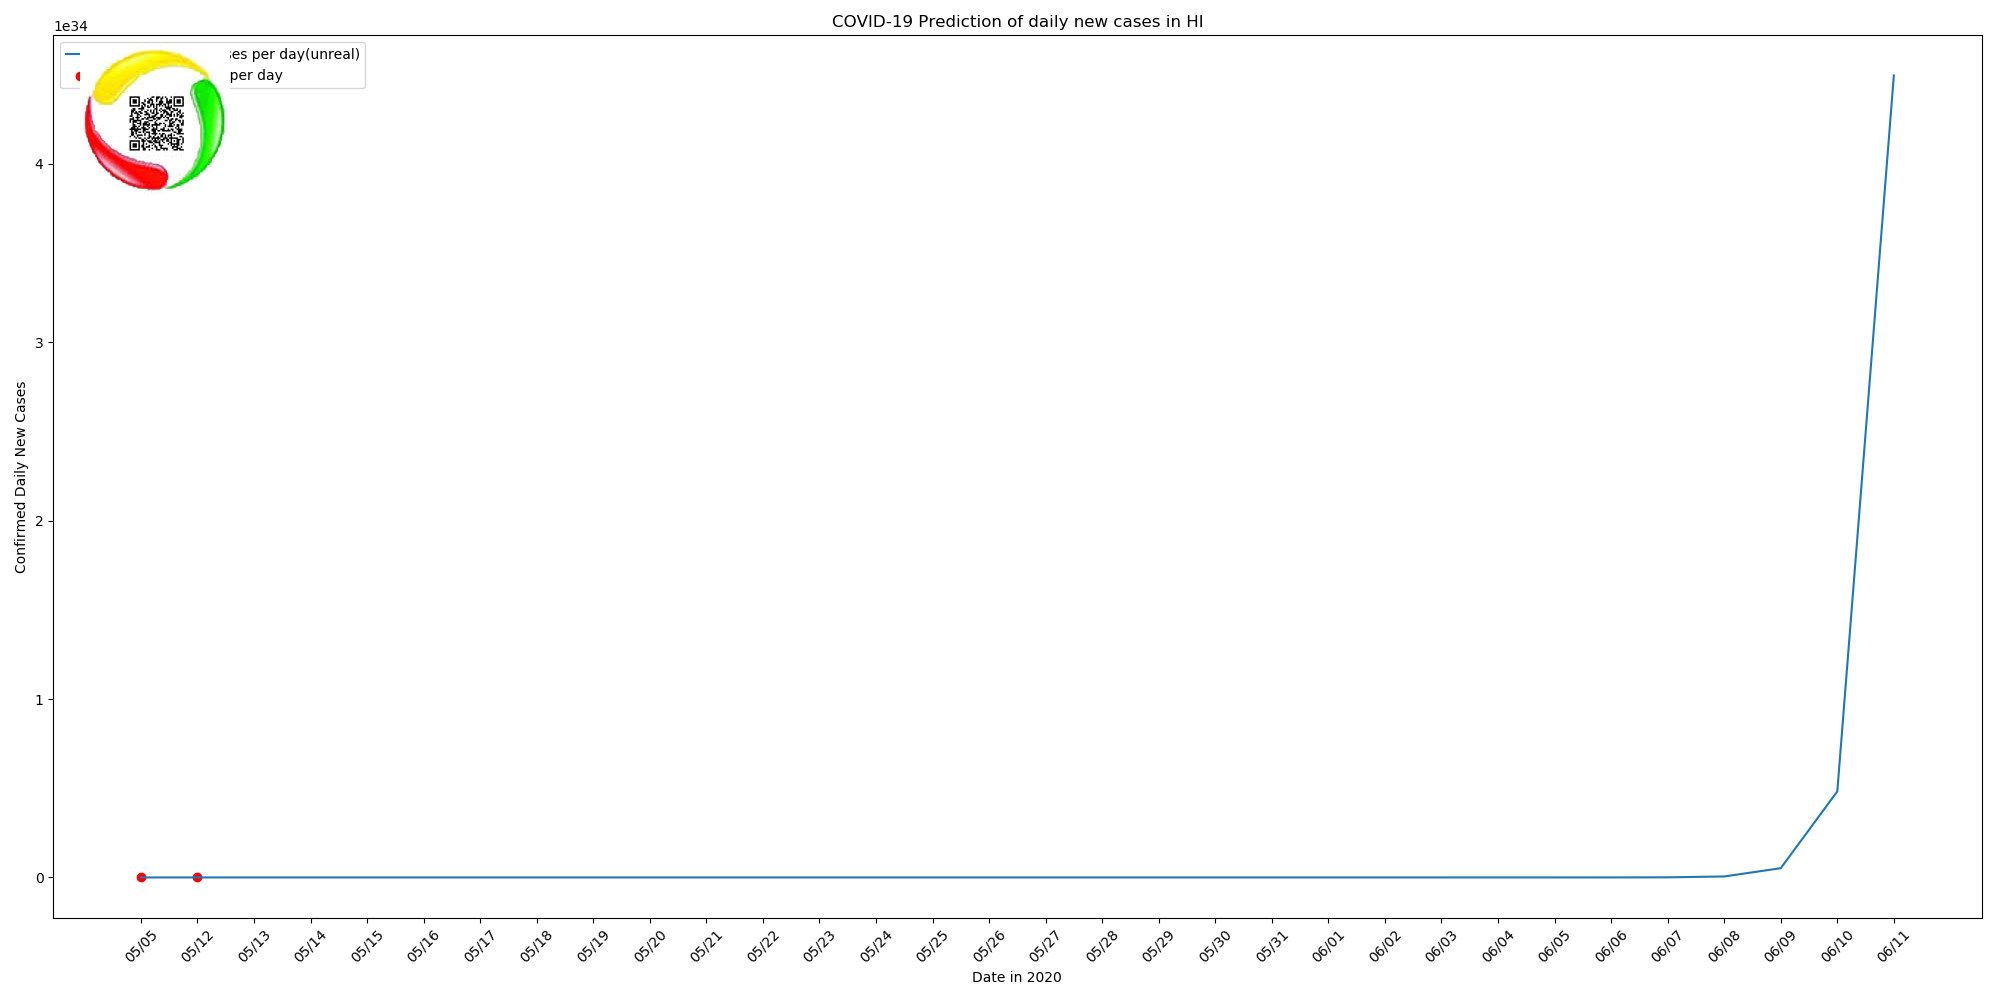 COVID-19 Prediction of daily new cases in HI
1e34
ses per day(unreal)
per day
4
3
2
1
0
Confirmed Daily New Cases
05/05 05/12 05/13 05/14 05/15 05/16 05/17 05/18 05/19 05/20 05/21 05/22 05/23 05/24 05/25 05/26 05/27 05/28 05/29 05/30 05/31 06/01 06/02 06/03 06/04 06/05 06/06 06/07 06/08 06/09 06/10 06/11
Date in 2020